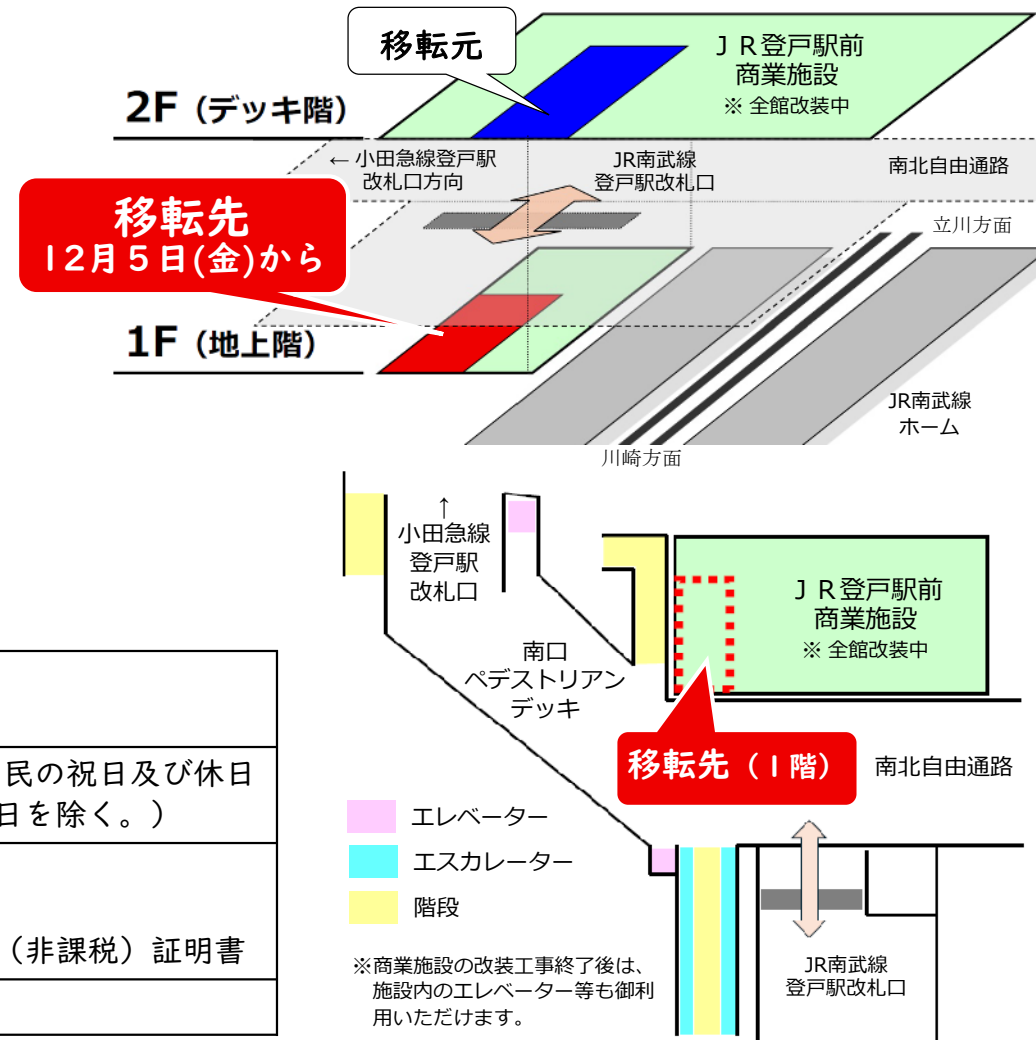 移転元
ＪＲ登戸駅前
商業施設
※ 全館改装中
2F（デッキ階）
← 小田急線登戸駅
改札口方向
JR南武線
登戸駅改札口
南北自由通路
移転先
12月５日(金)から
立川方面
1F（地上階）
JR南武線
ホーム
川崎方面
↑
小田急線
登戸駅
改札口
ＪＲ登戸駅前
商業施設
※ 全館改装中
南口
ペデストリアン
デッキ
移転先（１階）
南北自由通路
民の祝日及び休日
日を除く。）
（非課税）証明書
エレベーター
エスカレーター
階段
※商業施設の改装工事終了後は、
施設内のエレベーター等も御利
用いただけます。
JR南武線
登戸駅改札口